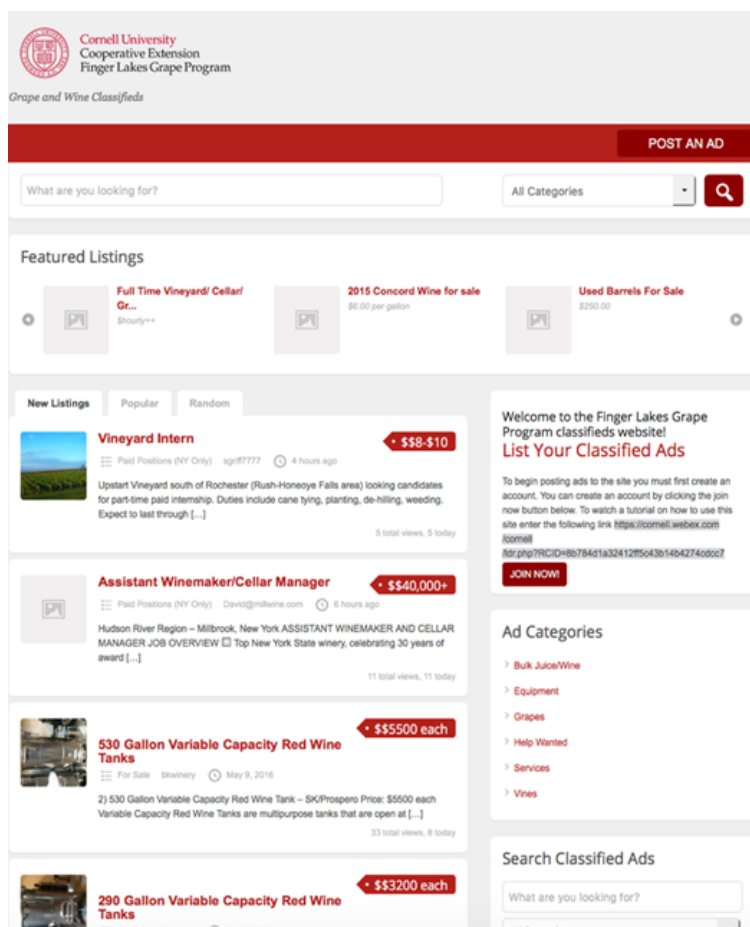 Cornell University
Cooperative Extension
Finger Lakes Grape Program
Grape and Wine Classifieds
POST AN AD
What are you looking for?
All Categories
Featured Listings
Full Time Vineyard/ Cellar/
Gr...
$hourly++
2015 Concord Wine for sale
$6.00 per gallon
Used Barrels For Sale
$250.00
New Listings
Popular
Random
Vineyard Intern
$$8-$10
Paid Positions (NY Only) sgriff7777 4 hours ago
Upstart Vineyard south of Rochester (Rush-Honeoye Falls area) looking candidates
for part-time paid internship. Duties include cane tying, planting, de-hilling, weeding.
Expect to last through [...]
5 total views, 5 today
Assistant Winemaker/Cellar Manager
$$40,000+
Paid Positions (NY Only) David@millwine.com 6 hours ago
Hudson River Region – Millbrook, New York ASSISTANT WINEMAKER AND CELLAR
MANAGER JOB OVERVIEW Top New York State winery, celebrating 30 years of
award [...]
11 total views, 11 today
$$5500 each
530 Gallon Variable Capacity Red Wine
Tanks
For Sale bkwinery May 9, 2016
2) 530 Gallon Variable Capacity Red Wine Tank – SK/Prospero Price: $5500 each
Variable Capacity Red Wine Tanks are multipurpose tanks that are open at [...]
33 total views, 8 today
$$3200 each
290 Gallon Variable Capacity Red Wine
Tanks
Welcome to the Finger Lakes Grape
Program classifieds website!
List Your Classified Ads
To begin posting ads to the site you must first create an
account. You can create an account by clicking the join
now button below. To watch a tutorial on how to use this
site enter the following link https://cornell.webex.com
/cornell
/ldr.php?RCID=8b784d1a32412ff5c43b14b4274cdcc7
JOIN NOW!
Ad Categories
Bulk Juice/Wine
Equipment
Grapes
Help Wanted
Services
Vines
Search Classified Ads
What are you looking for?